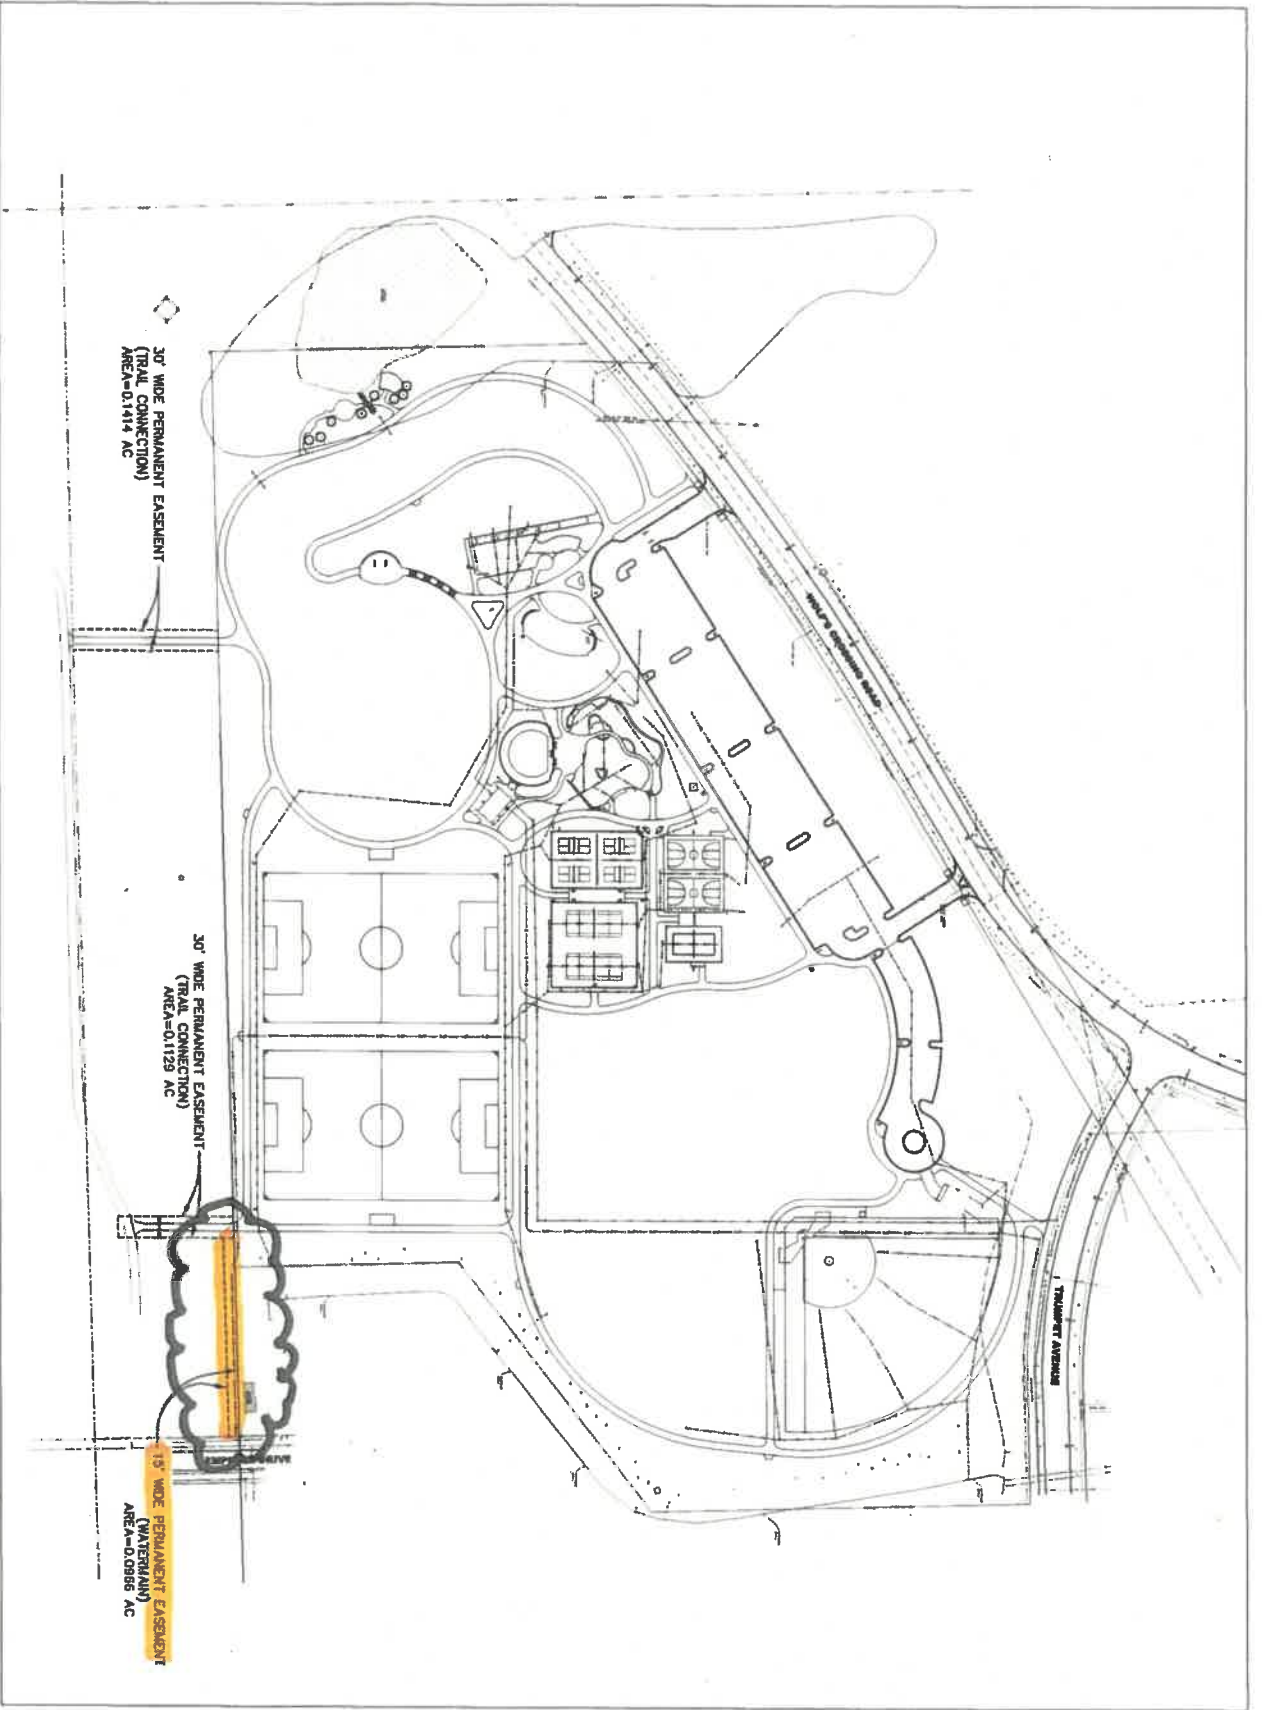 WOLF'S CROSSING ROAD
TRUMPET AVENUE
30' WIDE PERMANENT EASEMENT
(TRAIL CONNECTION)
AREA=0.1414 AC
30' WIDE PERMANENT EASEMENT
(TRAIL CONNECTION)
AREA=0.1129 AC
DRIVE
15' WIDE PERMANENT EASEMENT
(WATERMAIN)
AREA=0.0966 AC